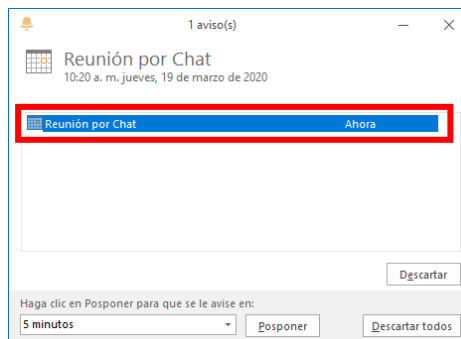 1 aviso(s)
Reunión por Chat
10:20 a. m. jueves, 19 de marzo de 2020
Reunión por Chat Ahora
Descartar
Haga clic en Posponer para que se le avise en:
5 minutos Posponer Descartar todos